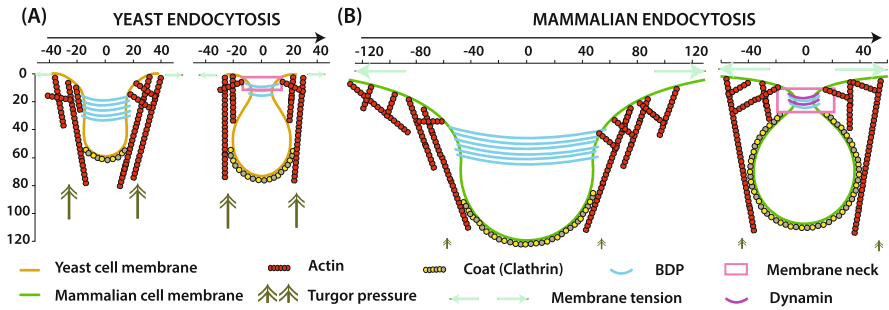 (A) YEAST ENDOCYTOSIS (B) MAMMALIAN ENDOCYTOSIS
-40 -20 0 20 40 -40 -20 0 20 40 -120 -80 -40 0 40 80 120 -40 0 40
0
20
40
60
80
100
120
Yeast cell membrane Actin Coat (Clathrin) BDP Membrane neck
Mammalian cell membrane Turgor pressure Membrane tension Dynamin